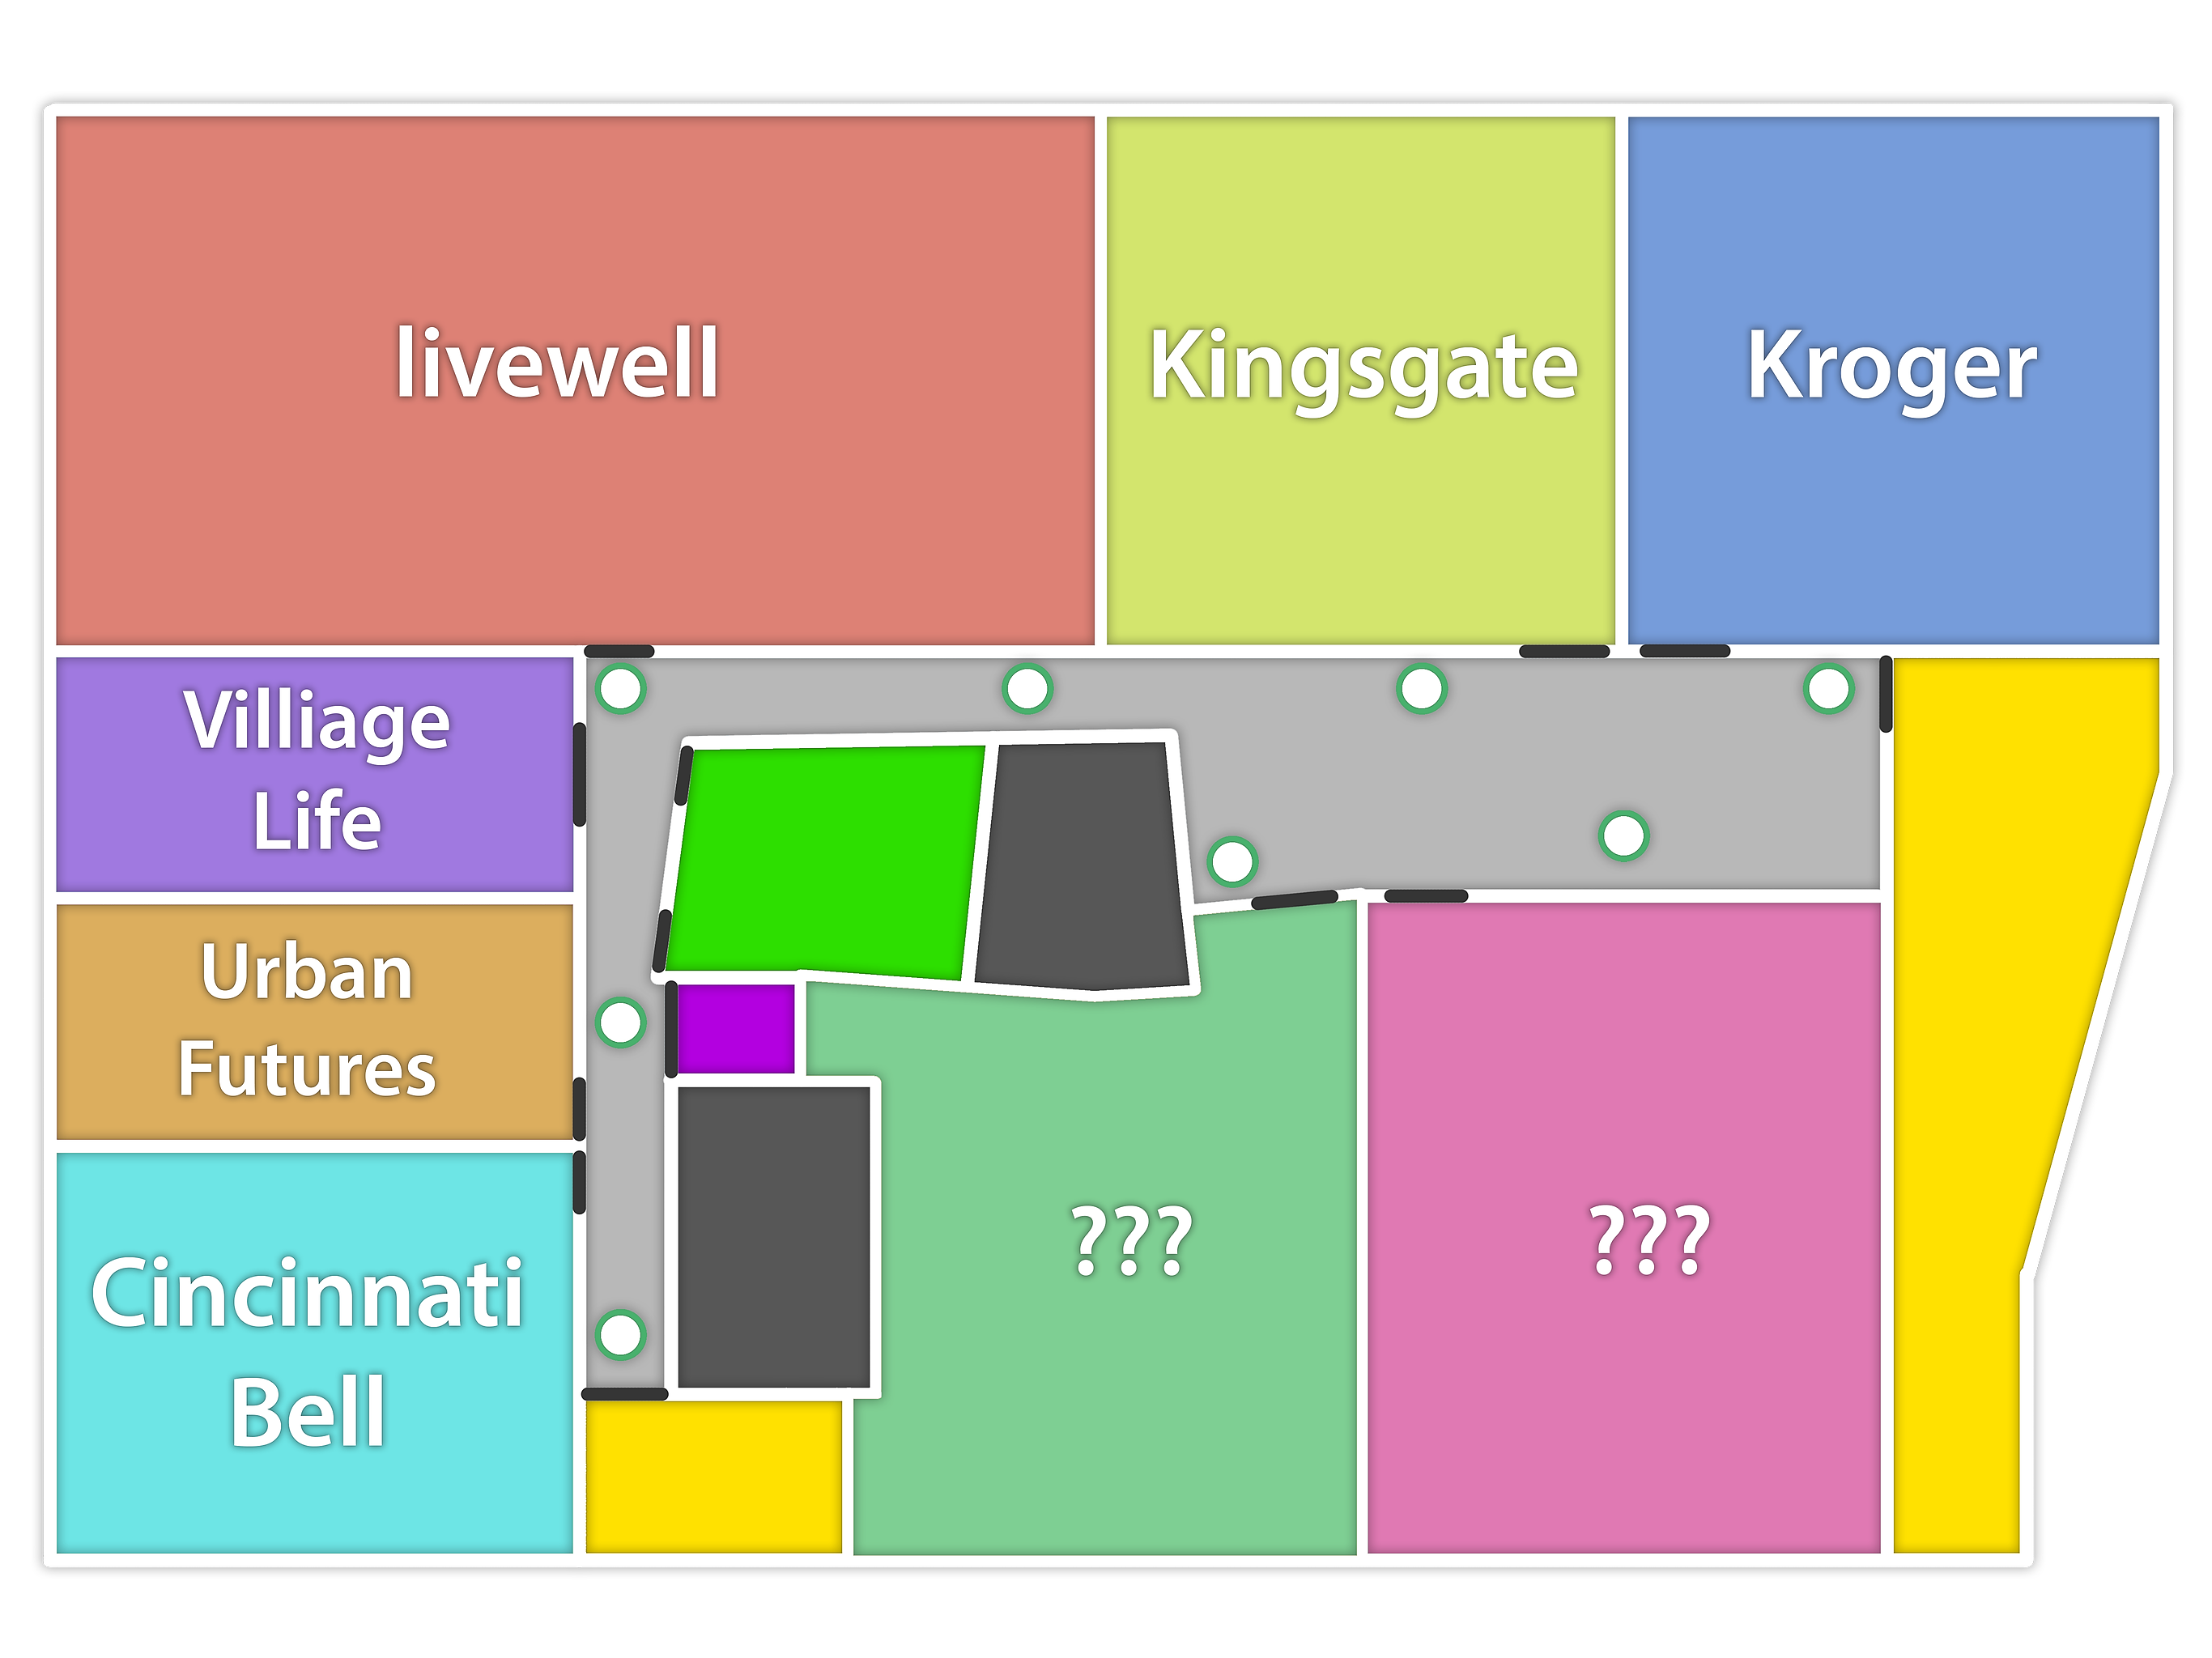 livewell
Kingsgate
Kroger
Villiage
Life
Urban
Futures
Cincinnati
Bell
???
???